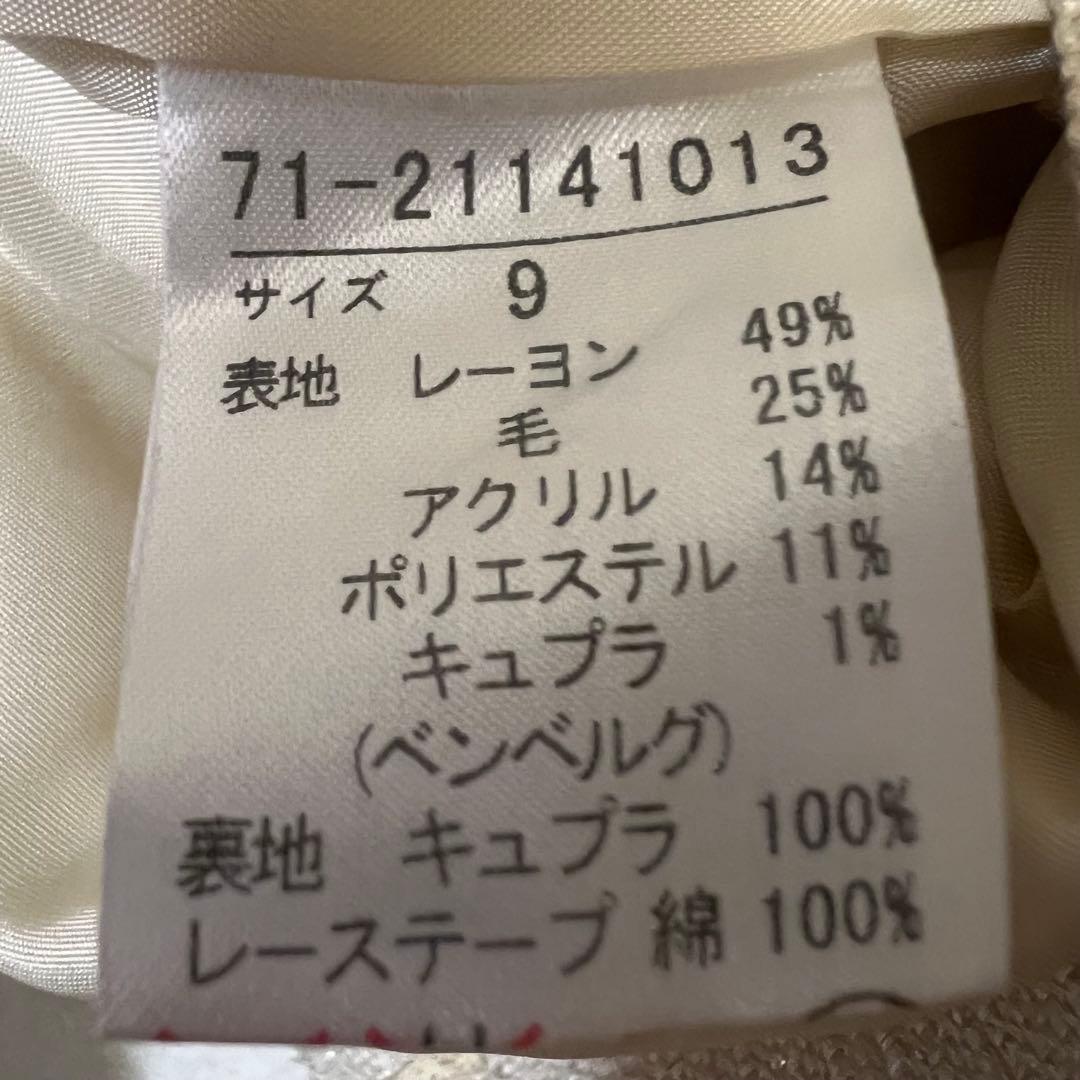 71-21141013
サイズ 9
表地 レーヨン 49%
毛 25%
アクリル 14%
ポリエステル 11%
キュプラ 1%
(ベンベルグ)
裏地 キュプラ 100%
レーステープ 綿 100%